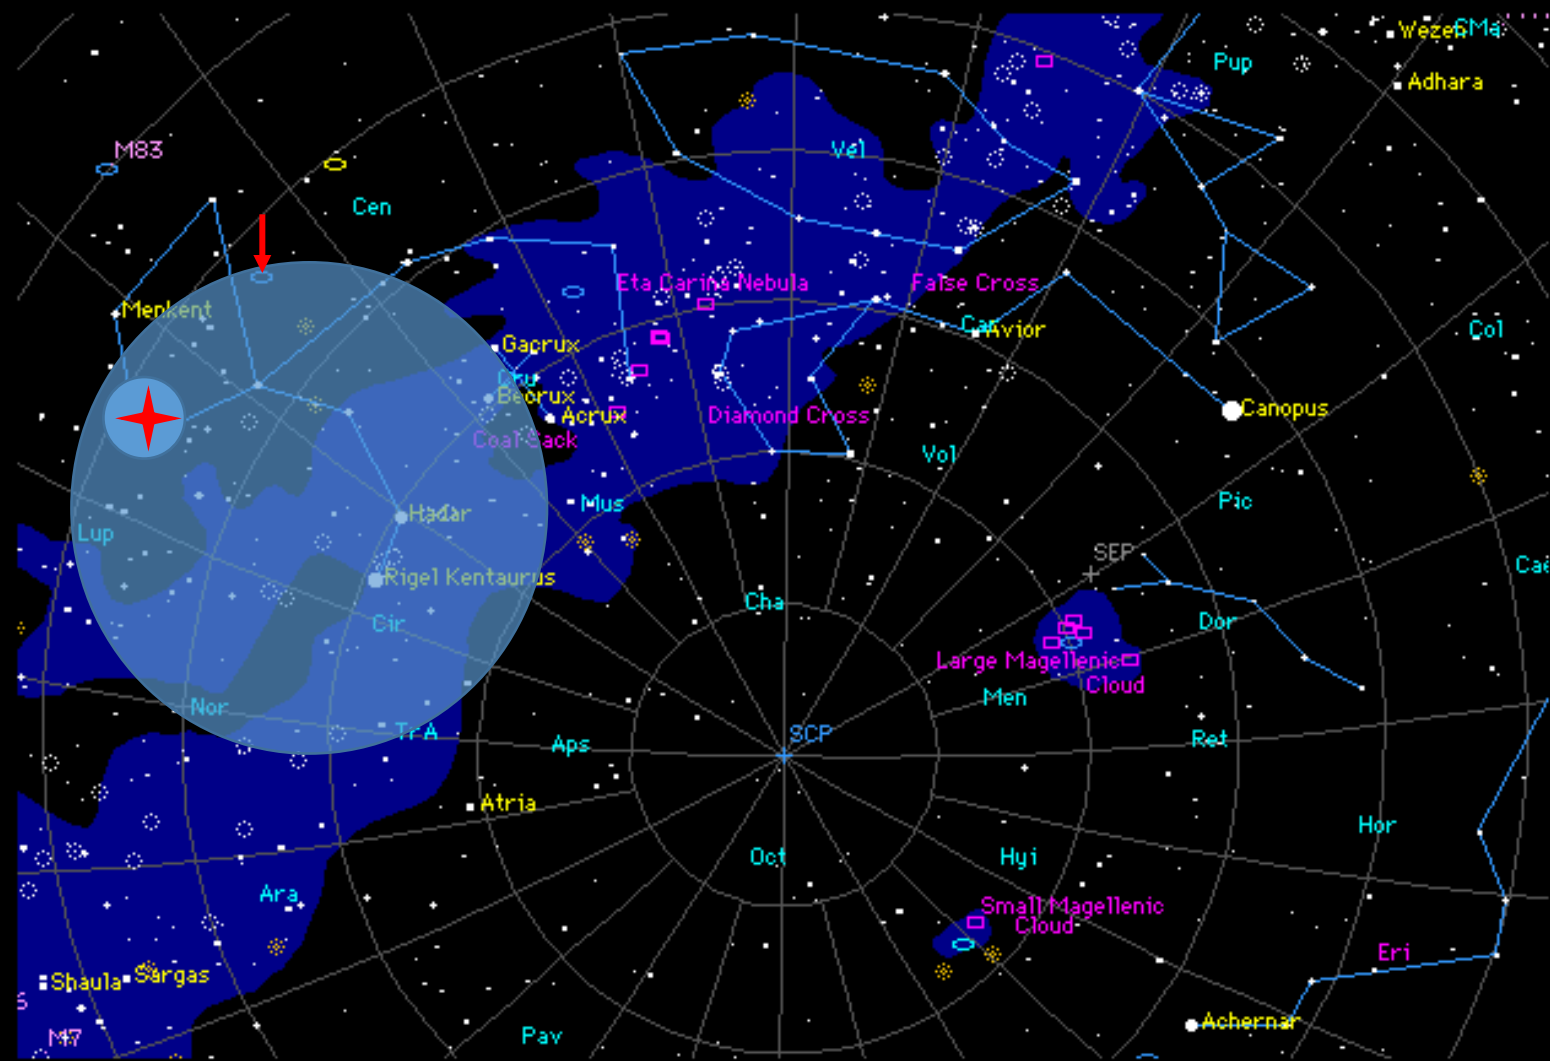 Wezen
CMa
Pup
Adhara
M83
Vel
Cen
Eta Carina Nebula
False Cross
Menkent
Car
Avior
Col
Gacrux
Cru
Becrux
Acrux
Diamond Cross
Canopus
Coal Sack
Vol
Mus
Pic
Hadar
Lup
SEP
Rigel Kentaurus
Cae
Cha
Cir
Dor
Large Magellenic
Cloud
Men
Nor
TrA
Aps
SCP
Ret
Atria
Hor
Oct
Hyi
Ara
Small Magellenic
Cloud
Eri
Shaula
Sargas
6
M7
Pav
Achernar